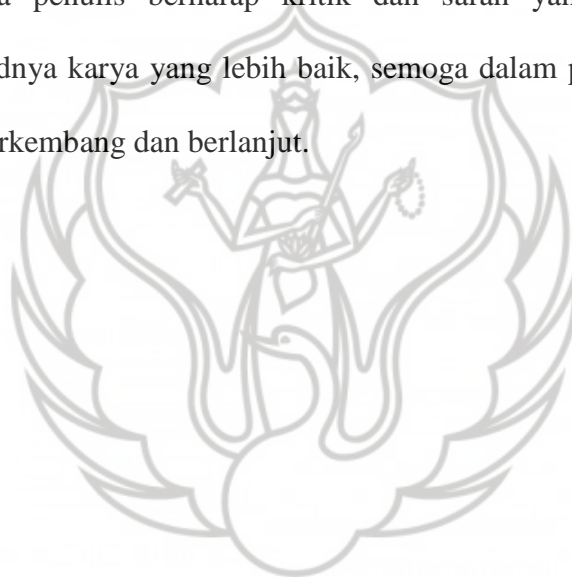 penulis berharap kritik dan saran
karya yang lebih baik, semoga dalam
dan berlanjut.